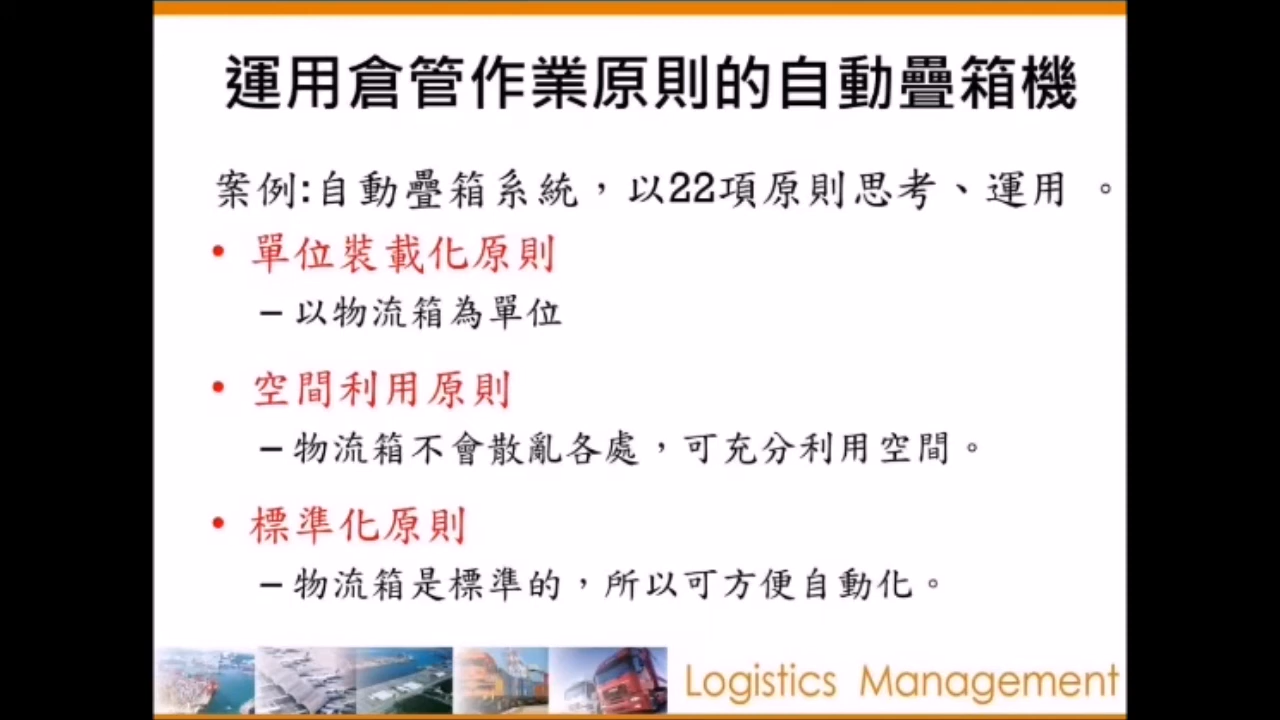 運用倉管作業原則的自動疊箱機
案例:自動疊箱系統，以22項原則思考、運用 。
• 單位裝載化原則
– 以物流箱為單位
• 空間利用原則
– 物流箱不會散亂各處，可充分利用空間。
• 標準化原則
– 物流箱是標準的，所以可方便自動化。
Logistics Management